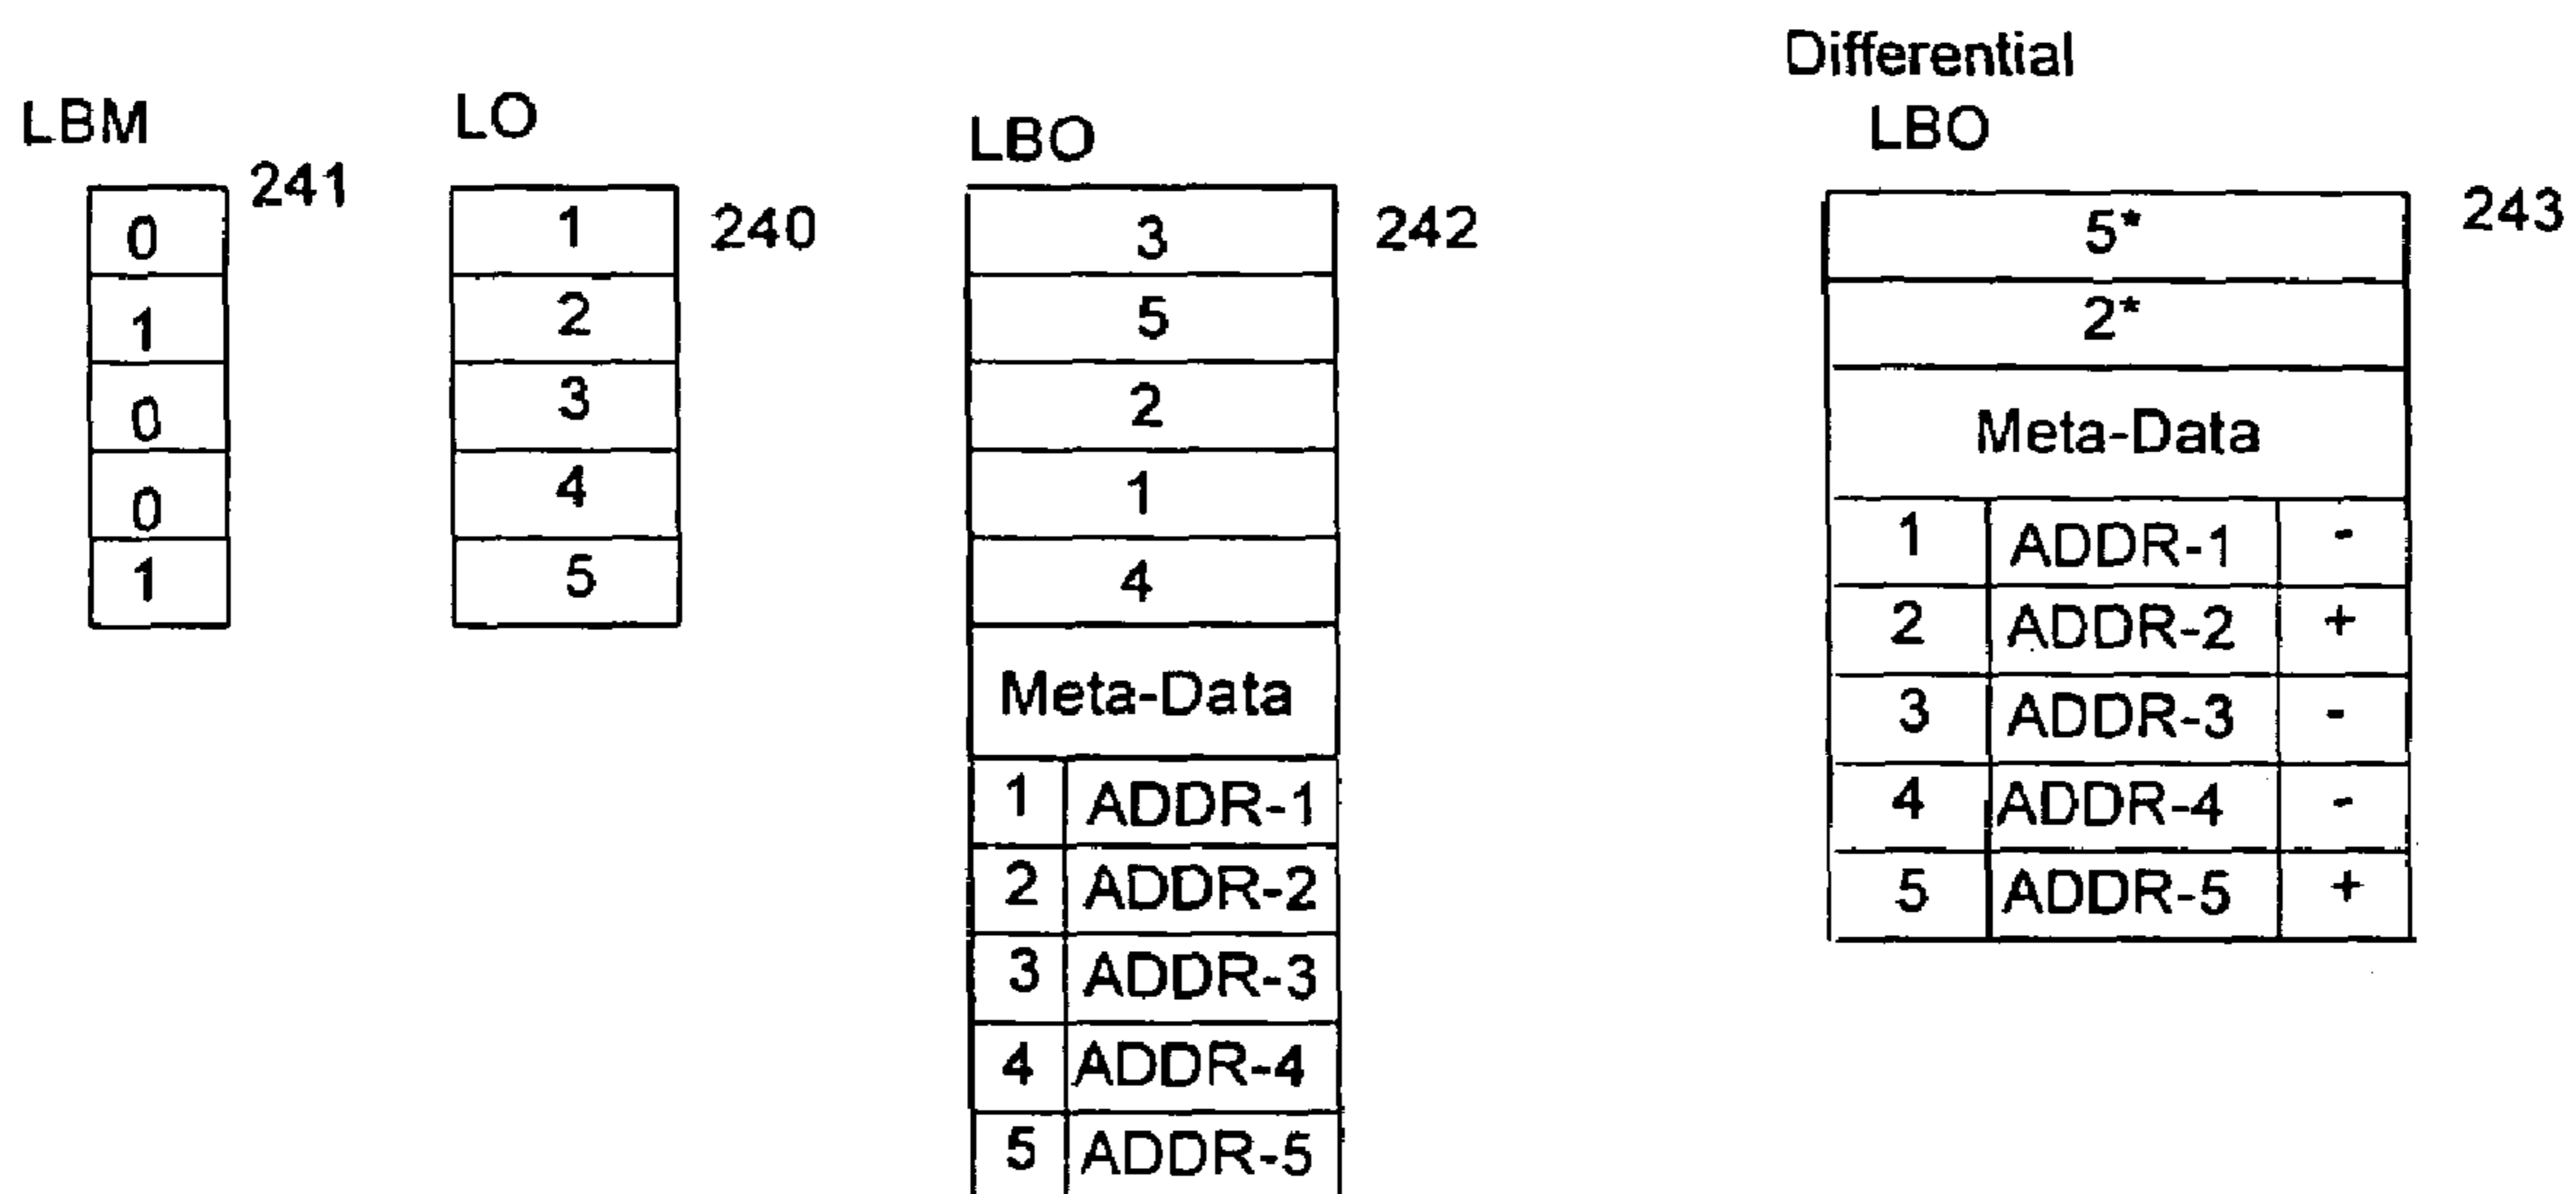 LBM
241
0
1
0
0
1
LO
240
1
2
3
4
5
LBO
242
3
5
2
1
4
Meta-Data
1 ADDR-1
2 ADDR-2
3 ADDR-3
4 ADDR-4
5 ADDR-5
Differential
LBO
243
5*
2*
Meta-Data
1 ADDR-1 -
2 ADDR-2 +
3 ADDR-3 -
4 ADDR-4 -
5 ADDR-5 +